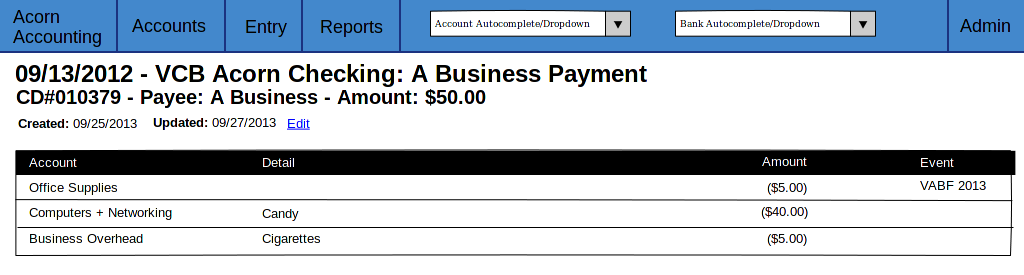 Acorn Accounting
Accounts
Entry
Reports
Account Autocomplete/Dropdown
Bank Autocomplete/Dropdown
Admin
09/13/2012 - VCB Acorn Checking: A Business Payment
CD#010379 - Payee: A Business - Amount: $50.00
Created: 09/25/2013 Updated: 09/27/2013 Edit
Account Detail Amount Event
Office Supplies ($5.00) VABF 2013
Computers + Networking Candy ($40.00)
Business Overhead Cigarettes ($5.00)